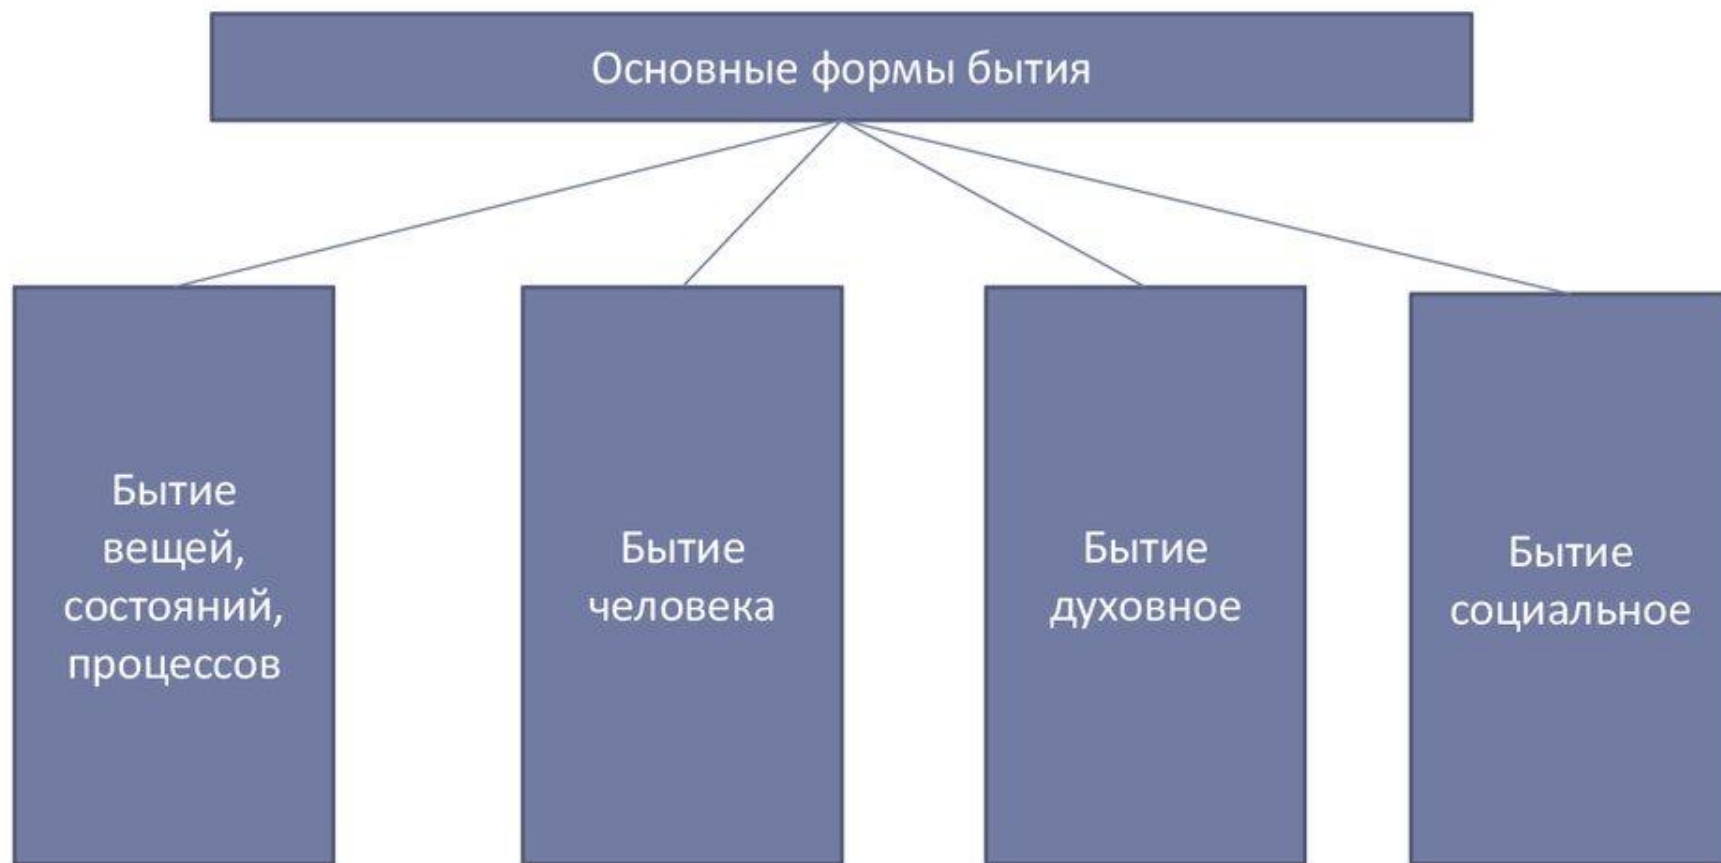 Основные формы бытия
Бытие
вещей,
состояний,
процессов
Бытие
человека
Бытие
духовное
Бытие
социальное